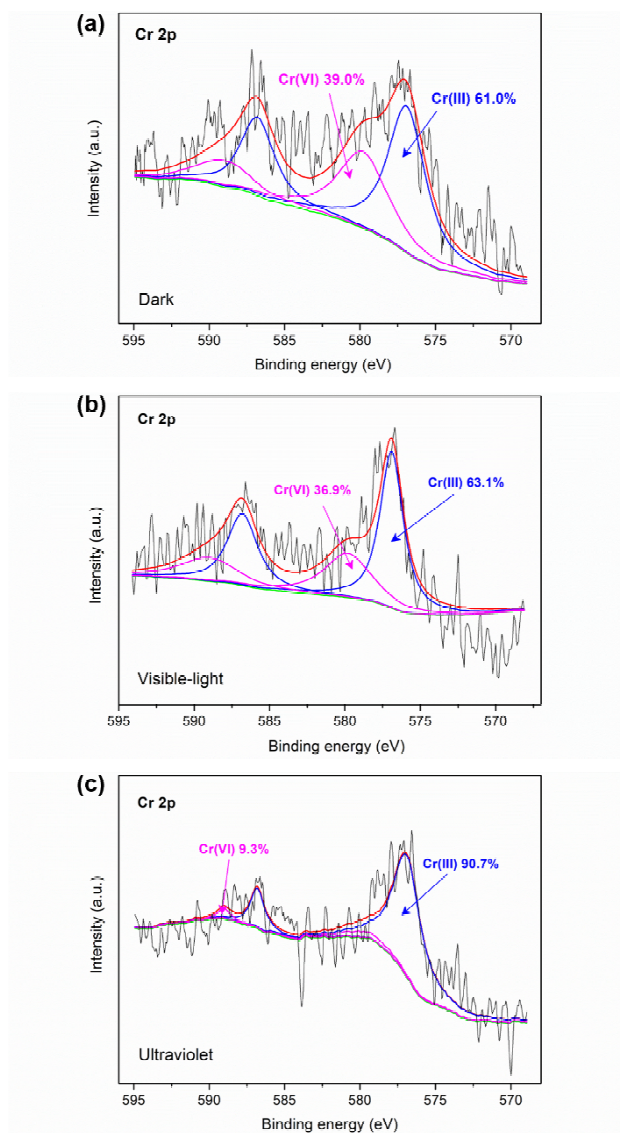 (a)
Cr 2p
Cr(VI) 39.0%
Cr(III) 61.0%
Intensity (a.u.)
Dark
595 590 585 580 575 570
Binding energy (eV)
(b)
Cr 2p
Cr(VI) 36.9%
Cr(III) 63.1%
Intensity (a.u.)
Visible-light
595 590 585 580 575 570
Binding energy (eV)
(c)
Cr 2p
Cr(VI) 9.3%
Cr(III) 90.7%
Intensity (a.u.)
Ultraviolet
595 590 585 580 575 570
Binding energy (eV)